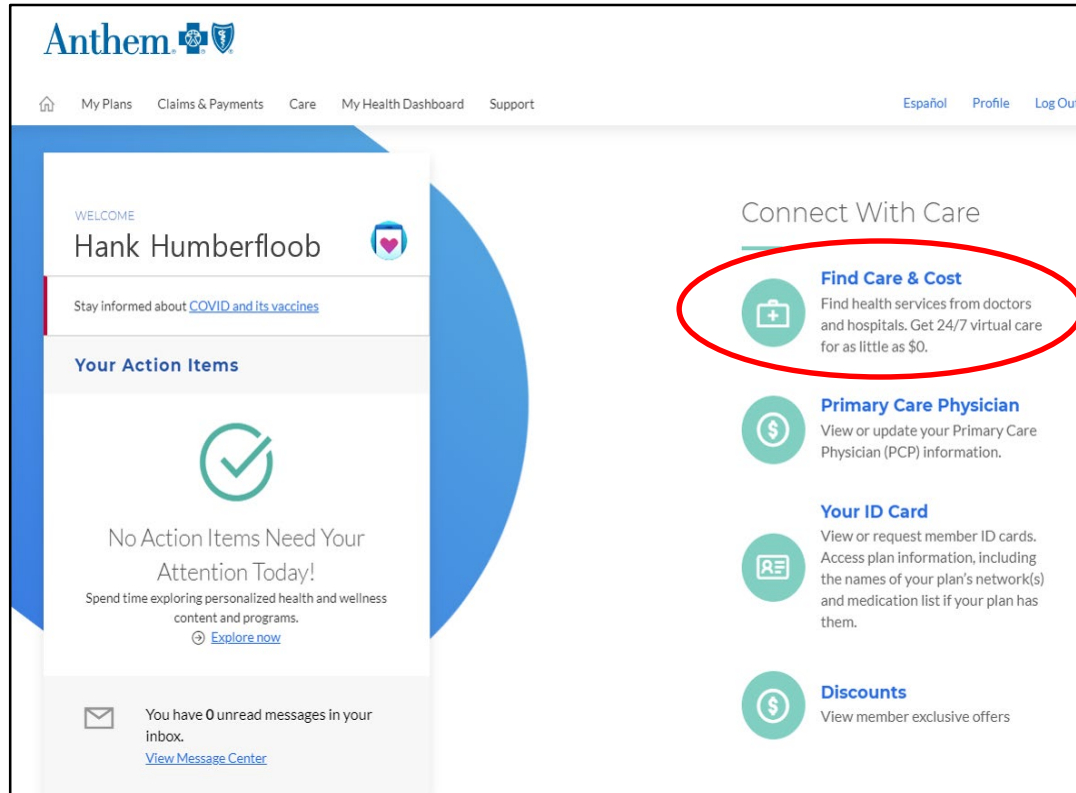 Anthem.
My Plans Claims & Payments Care My Health Dashboard Support Español Profile Log Out
WELCOME
Hank Humberfloob
Stay informed about COVID and its vaccines
Your Action Items
No Action Items Need Your
Attention Today!
Spend time exploring personalized health and wellness
content and programs.
Explore now
You have 0 unread messages in your
inbox.
View Message Center
Connect With Care
Find Care & Cost
Find health services from doctors
and hospitals. Get 24/7 virtual care
for as little as $0.
$
Primary Care Physician
View or update your Primary Care
Physician (PCP) information.
Your ID Card
View or request member ID cards.
Access plan information, including
the names of your plan's network(s)
and medication list if your plan has
them.
$
Discounts
View member exclusive offers